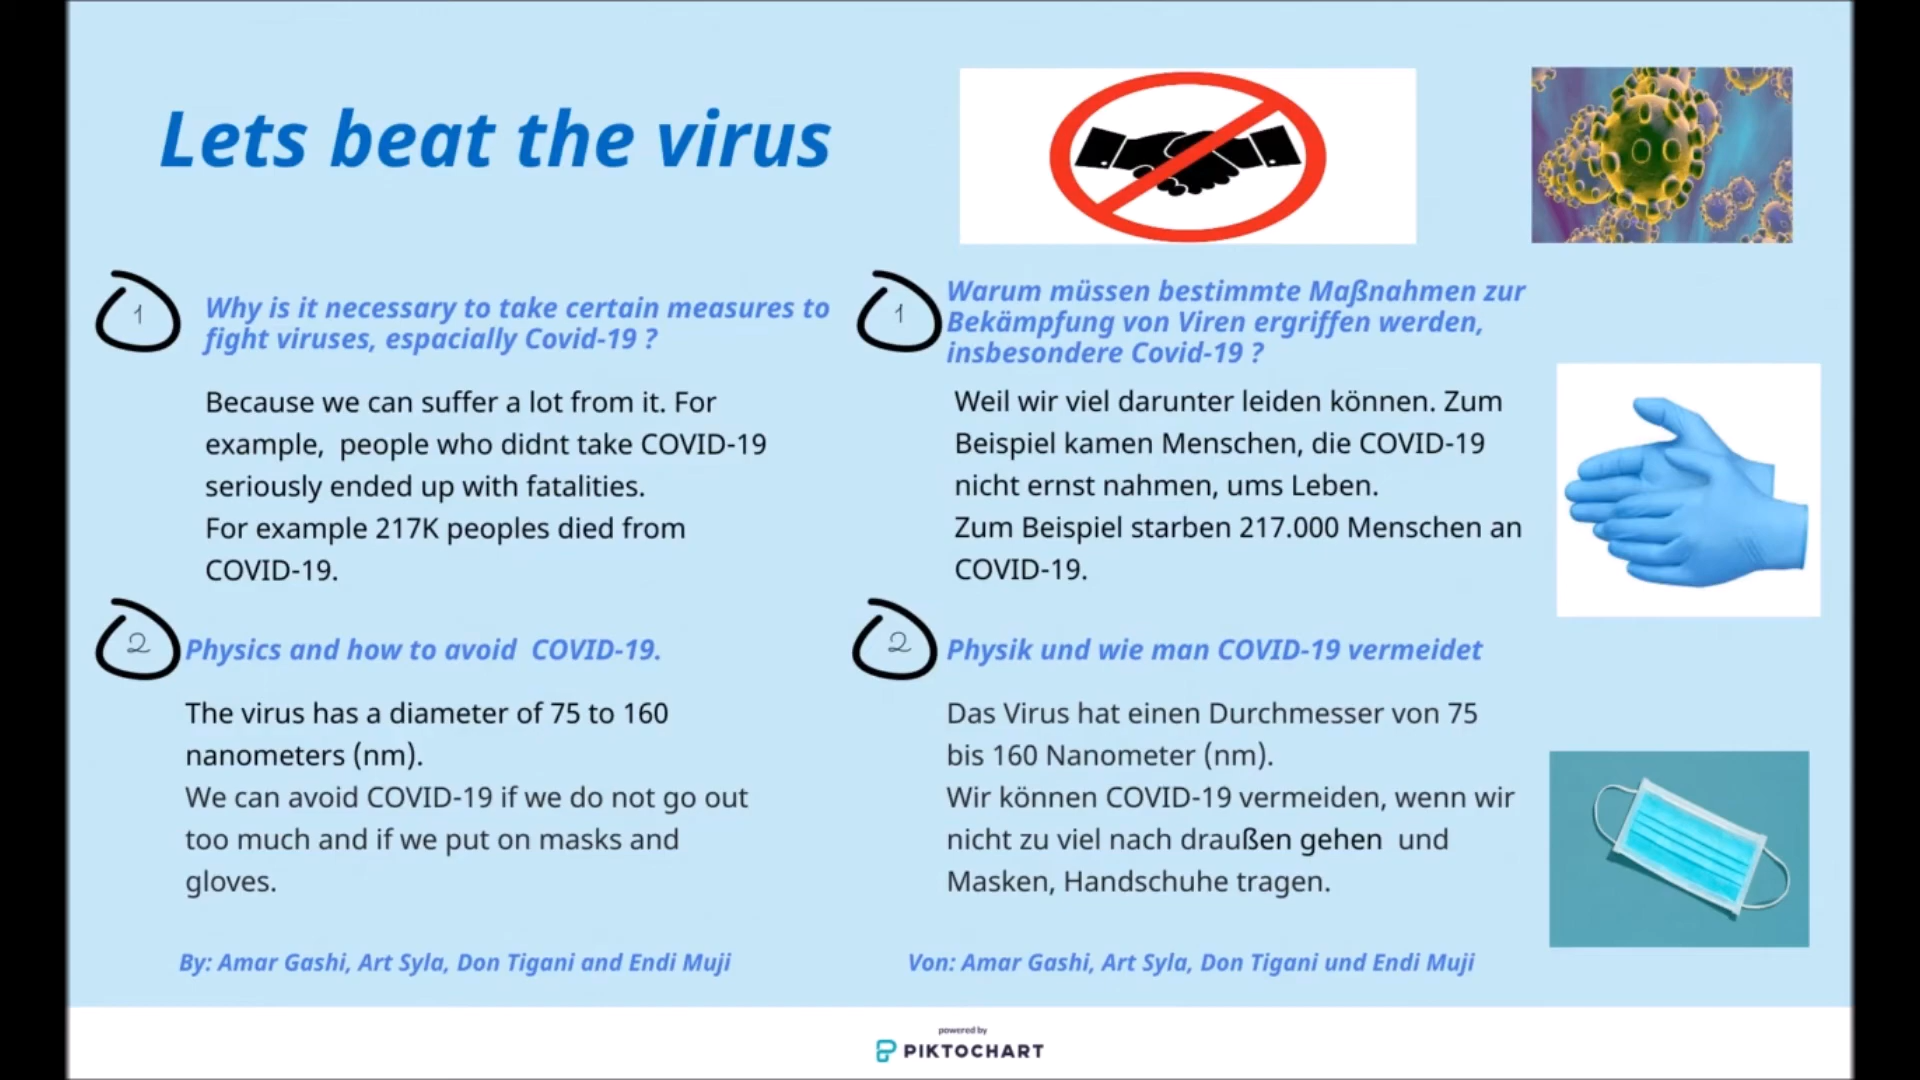 Lets beat the virus
1
Why is it necessary to take certain measures to
fight viruses, espacially Covid-19 ?
Because we can suffer a lot from it. For
example,  people who didnt take COVID-19
seriously ended up with fatalities.
For example 217K peoples died from
COVID-19.
2
Physics and how to avoid  COVID-19.
The virus has a diameter of 75 to 160
nanometers (nm).
We can avoid COVID-19 if we do not go out
too much and if we put on masks and
gloves.
By: Amar Gashi, Art Syla, Don Tigani and Endi Muji
1
Warum müssen bestimmte Maßnahmen zur
Bekämpfung von Viren ergriffen werden,
insbesondere Covid-19 ?
Weil wir viel darunter leiden können. Zum
Beispiel kamen Menschen, die COVID-19
nicht ernst nahmen, ums Leben.
Zum Beispiel starben 217.000 Menschen an
COVID-19.
2
Physik und wie man COVID-19 vermeidet
Das Virus hat einen Durchmesser von 75
bis 160 Nanometer (nm).
Wir können COVID-19 vermeiden, wenn wir
nicht zu viel nach draußen gehen  und
Masken, Handschuhe tragen.
Von: Amar Gashi, Art Syla, Don Tigani und Endi Muji
powered by
PIKTOCHART